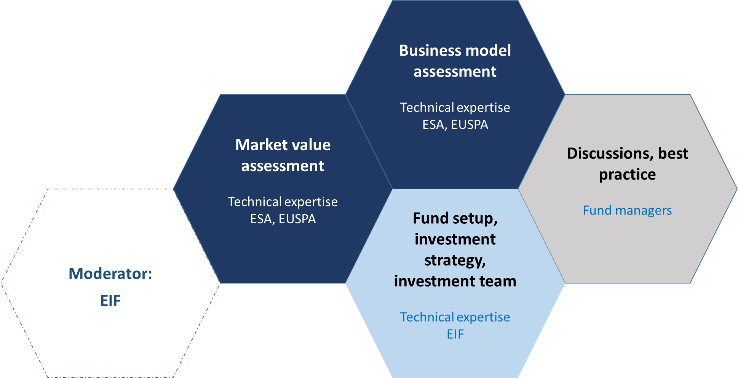 Business model
assessment
Technical expertise
ESA, EUSPA
Market value
assessment
Technical expertise
ESA, EUSPA
Discussions, best
practice
Fund managers
Fund setup,
investment
strategy,
investment team
Technical expertise
EIF
Moderator:
EIF